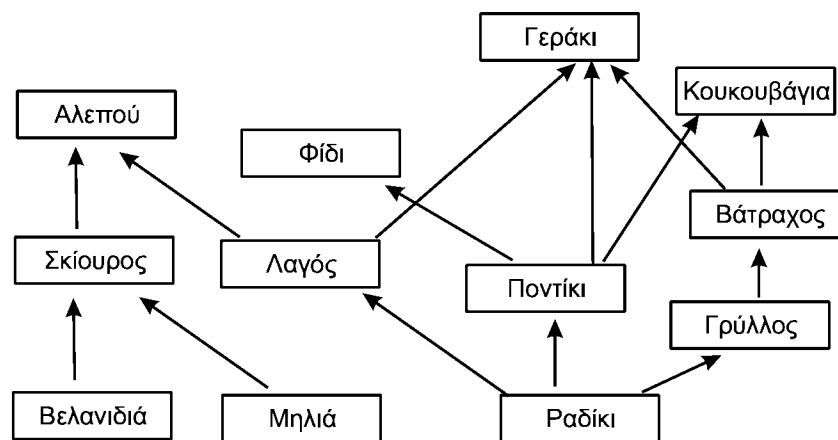 Γεράκι
Κουκουβάγια
Αλεπού
Φίδι
Βάτραχος
Σκίουρος
Λαγός
Ποντίκι
Γρύλλος
Βελανιδιά
Μηλιά
Ραδίκι